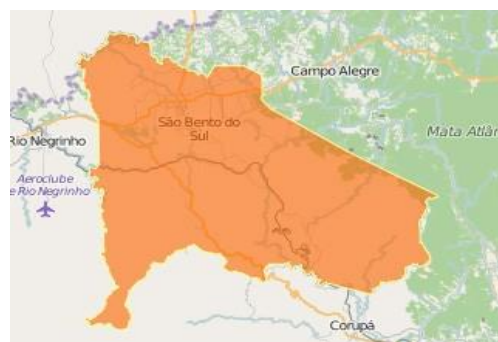 Campo Alegre
São Bento do
Sul
Mata Atlân
Rio Negrinho
Aeroclube
e Rio Negrinho
Corupá